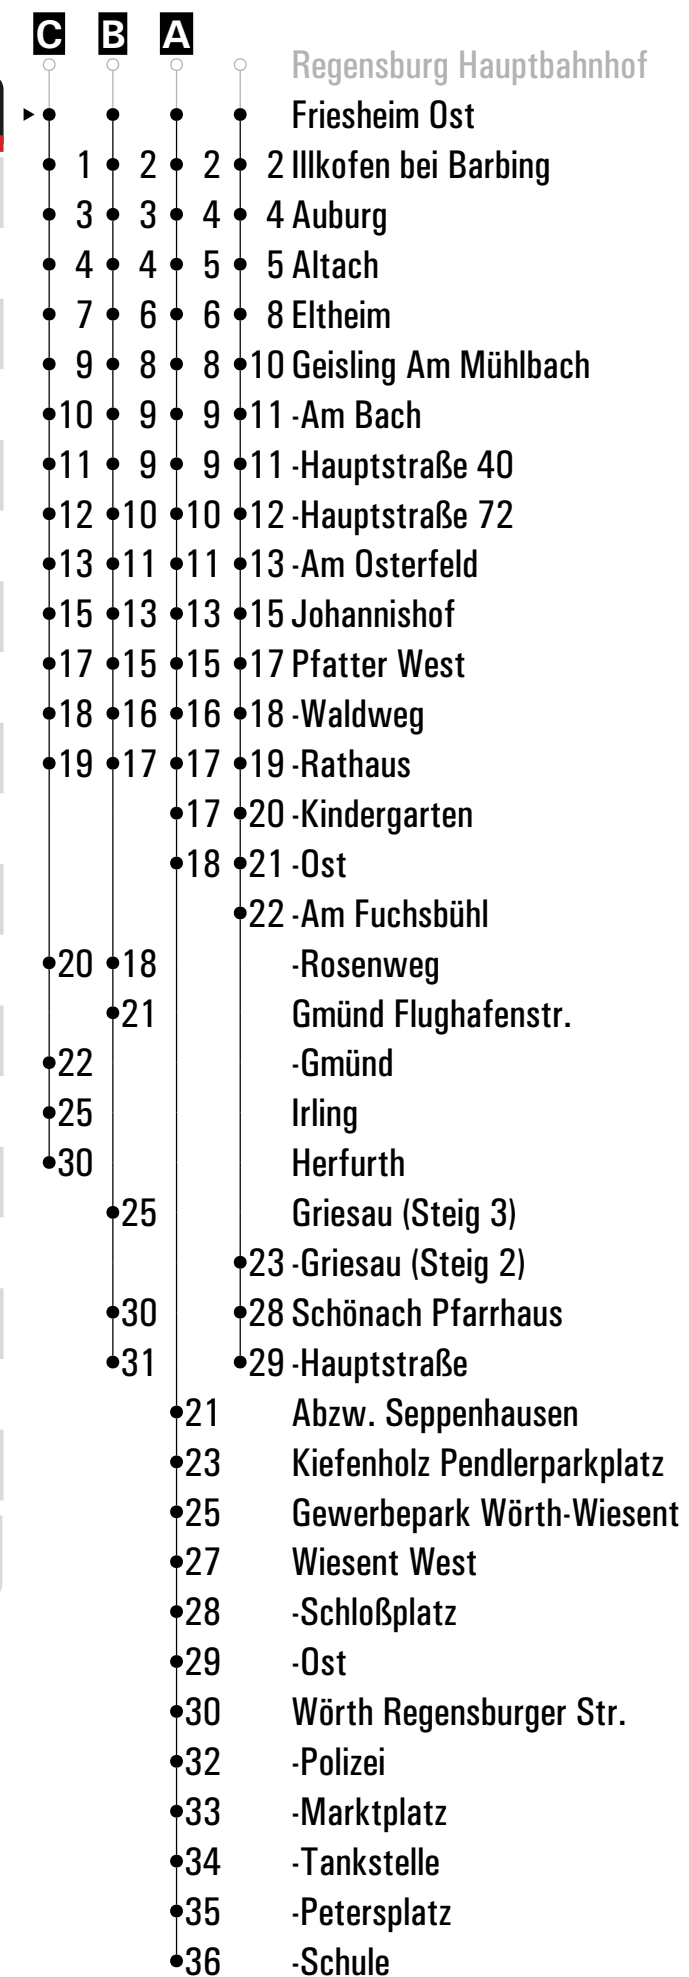 C B A
Regensburg Hauptbahnhof
Friesheim Ost
1 2 2 2 Illkofen bei Barbing
3 3 4 4 Auburg
4 4 5 5 Altach
7 6 6 8 Eltheim
9 8 8 10 Geisling Am Mühlbach
10 9 9 11 -Am Bach
11 9 9 11 -Hauptstraße 40
12 10 10 12 -Hauptstraße 72
13 11 11 13 -Am Osterfeld
15 13 13 15 Johannishof
17 15 15 17 Pfatter West
18 16 16 18 -Waldweg
19 17 17 19 -Rathaus
17 20 -Kindergarten
18 21 -Ost
22 -Am Fuchsbühl
20 18 -Rosenweg
21 Gmünd Flughafenstr.
22 -Gmünd
25 Irling
30 Herfurth
25 Griesau (Steig 3)
23 -Griesau (Steig 2)
30 28 Schönach Pfarrhaus
31 29 -Hauptstraße
21 Abzw. Seppenhausen
23 Kiefenholz Pendlerparkplatz
25 Gewerbepark Wörth-Wiesent
27 Wiesent West
28 -Schloßplatz
29 -Ost
30 Wörth Regensburger Str.
32 -Polizei
33 -Marktplatz
34 -Tankstelle
35 -Petersplatz
36 -Schule